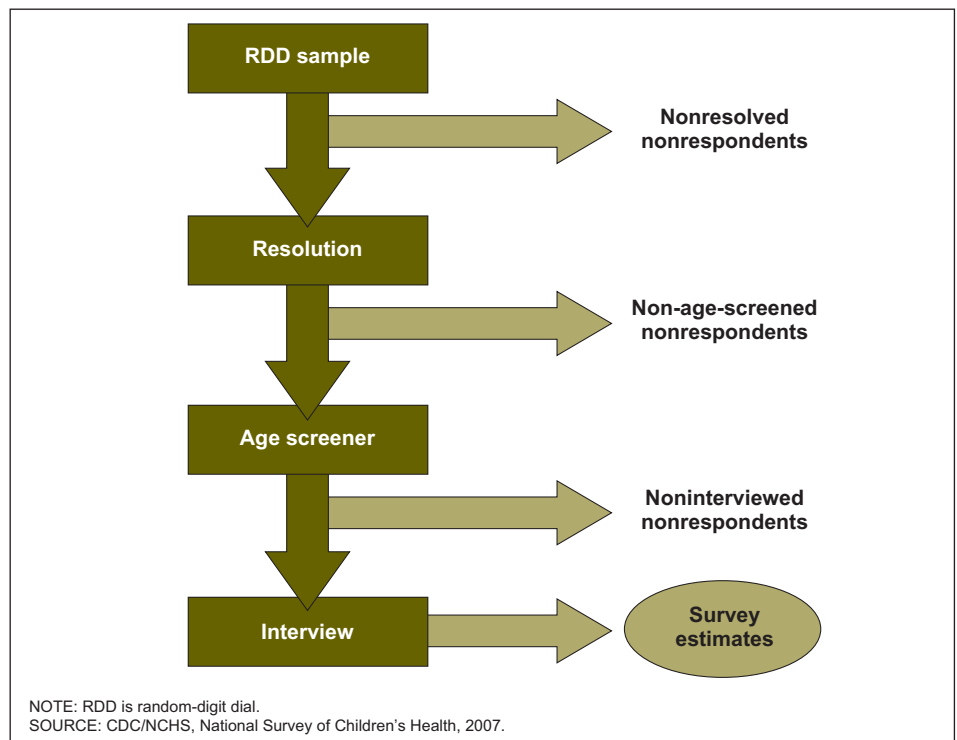 RDD sample
Nonresolved
nonrespondents
Resolution
Non-age-screened
nonrespondents
Age screener
Noninterviewed
nonrespondents
Interview
Survey
estimates
NOTE: RDD is random-digit dial.
SOURCE: CDC/NCHS, National Survey of Children’s Health, 2007.